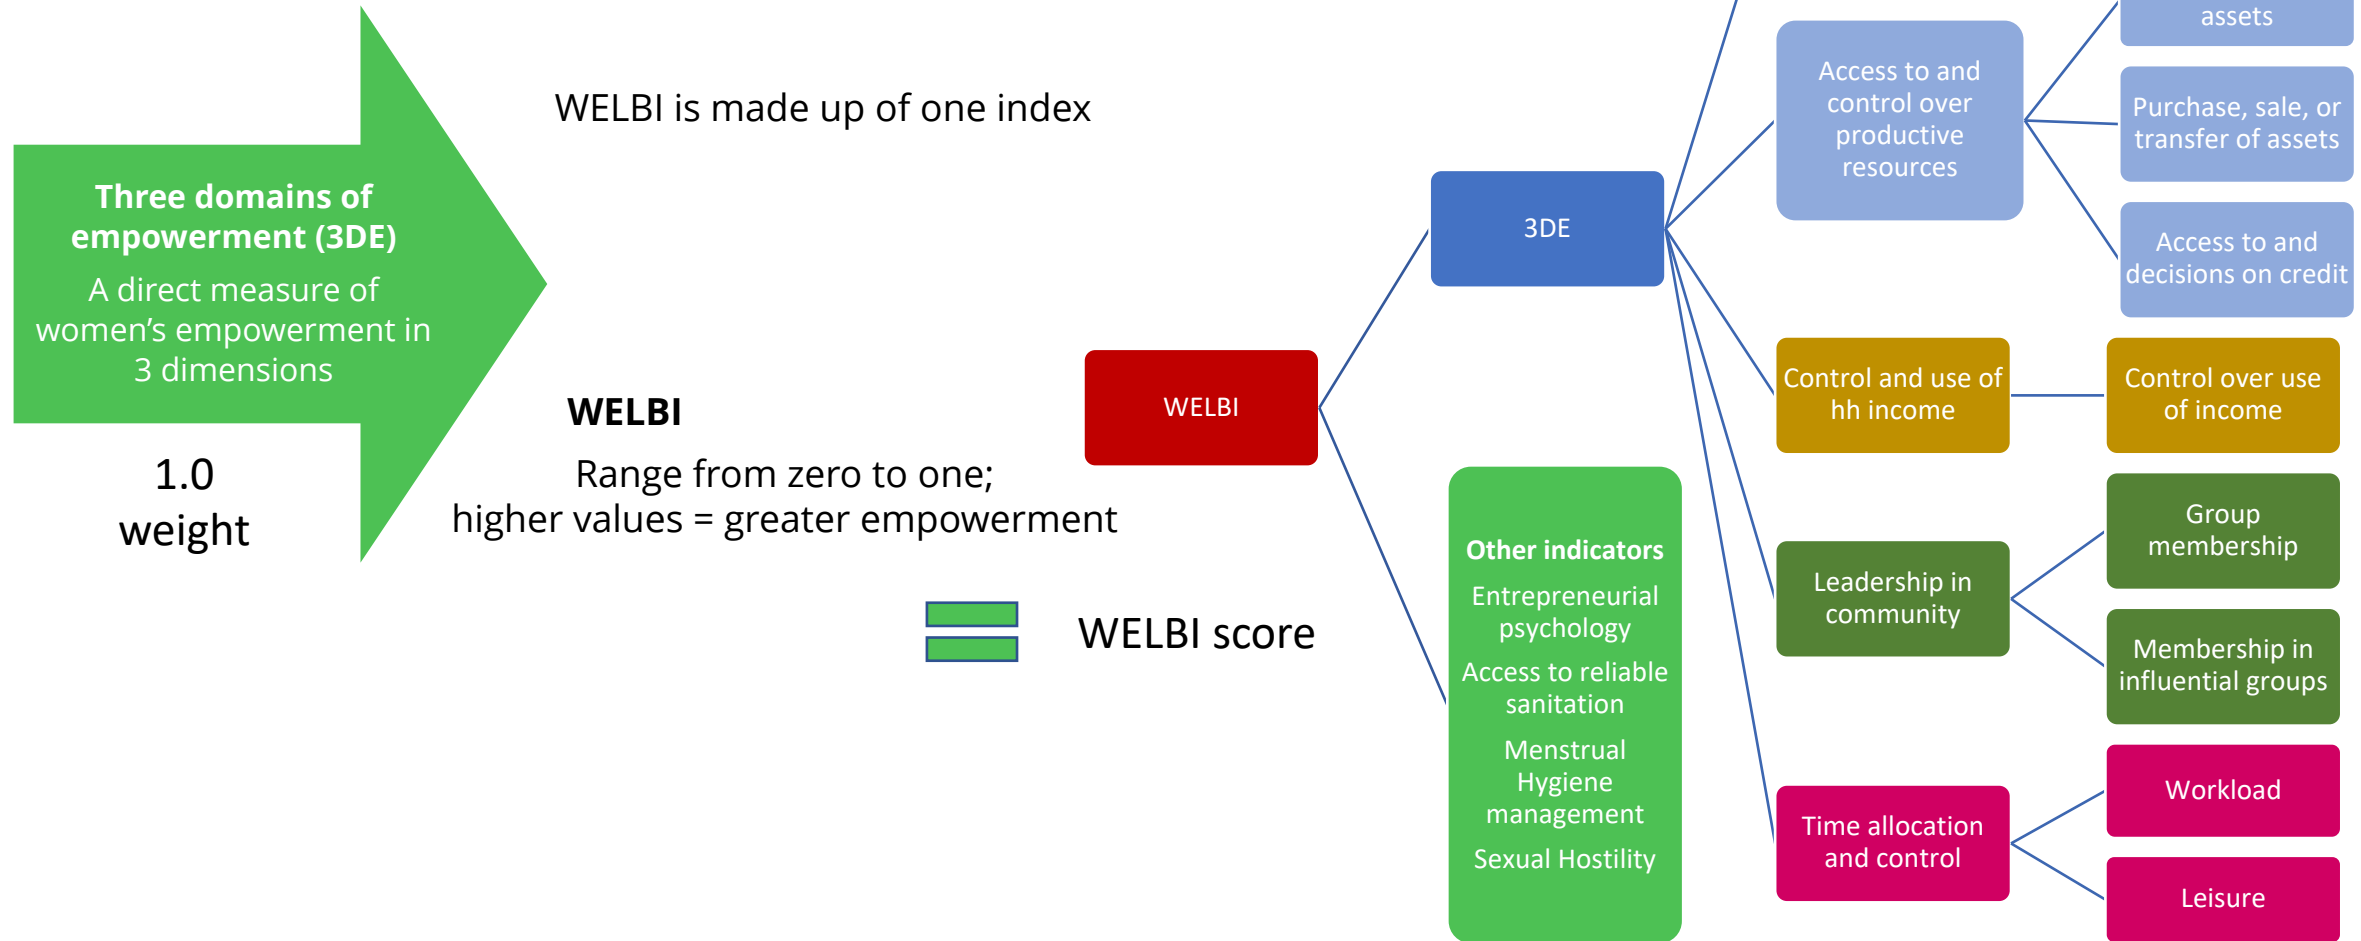 Three domains of
empowerment (3DE)
A direct measure of
women’s empowerment in
3 dimensions
1.0
weight
WELBI is made up of one index
WELBI
Range from zero to one;
higher values = greater empowerment
WELBI score
WELBI
3DE
Other indicators
Entrepreneurial
psychology
Access to reliable
sanitation
Menstrual
Hygiene
management
Sexual Hostility
Access to and
control over
productive
resources
assets
Purchase, sale, or
transfer of assets
Access to and
decisions on credit
Control and use of
hh income
Control over use
of income
Leadership in
community
Group
membership
Membership in
influential groups
Time allocation
and control
Workload
Leisure